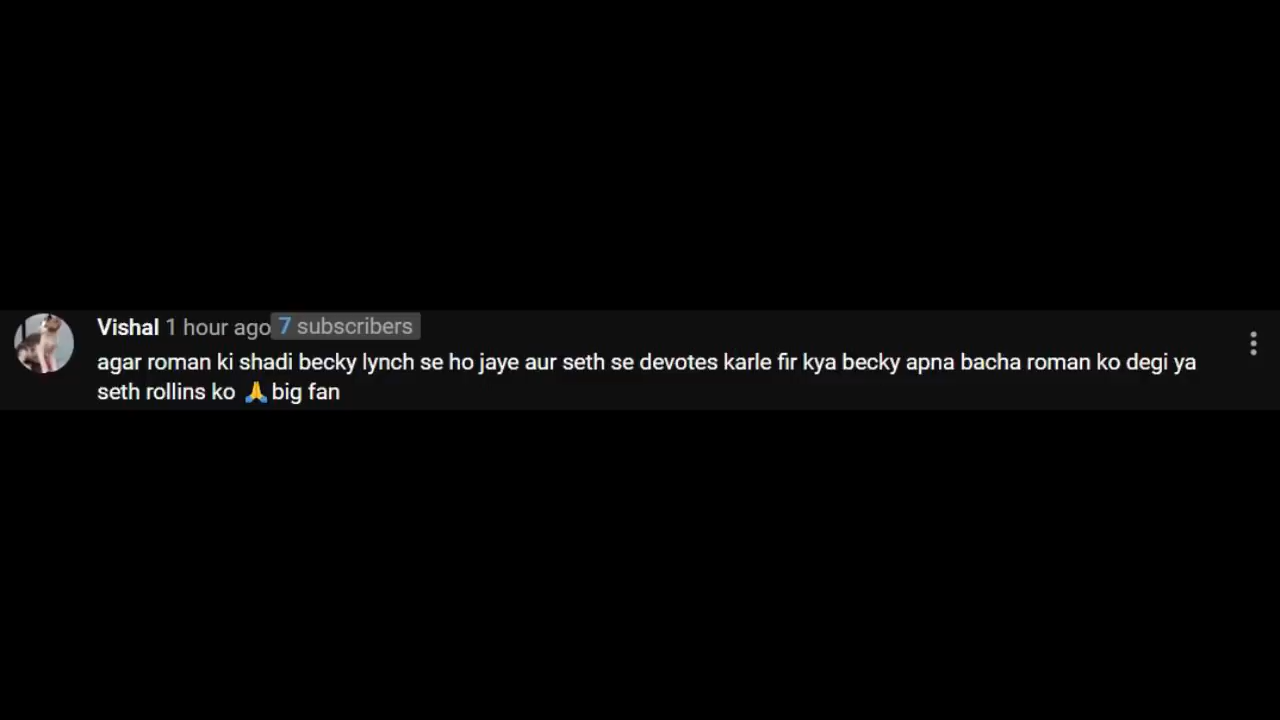 Vishal 1 hour ago 7 subscribers
agar roman ki shadi becky lynch se ho jaye aur seth se devotes karle fir kya becky apna bacha roman ko degi ya
seth rollins ko 🙏big fan